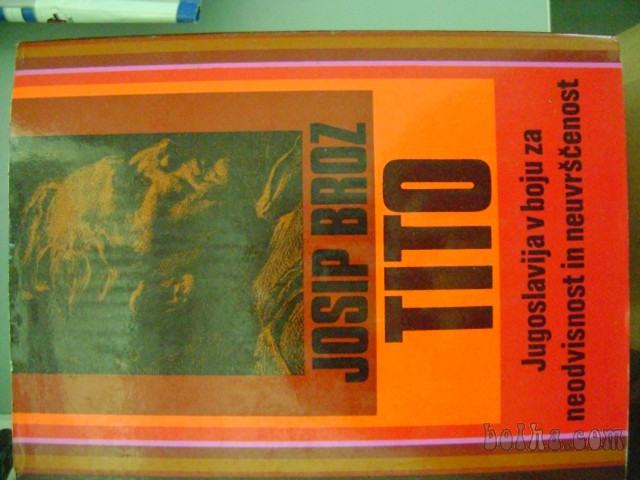 JOSIP BROZ
TITO
Jugoslavija v boju za
neodvisnost in neuvrščenost
bolha.com